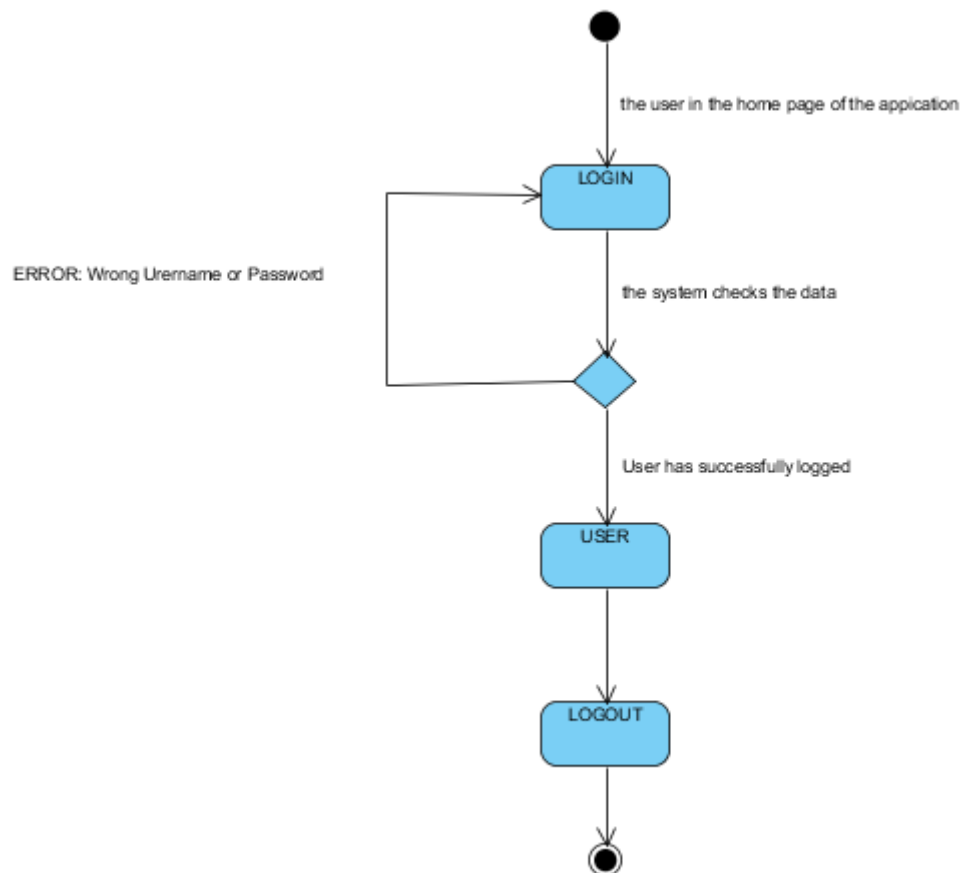 the user in the home page of the appication
LOGIN
ERROR: Wrong Urername or Password
the system checks the data
User has successfully logged
USER
LOGOUT